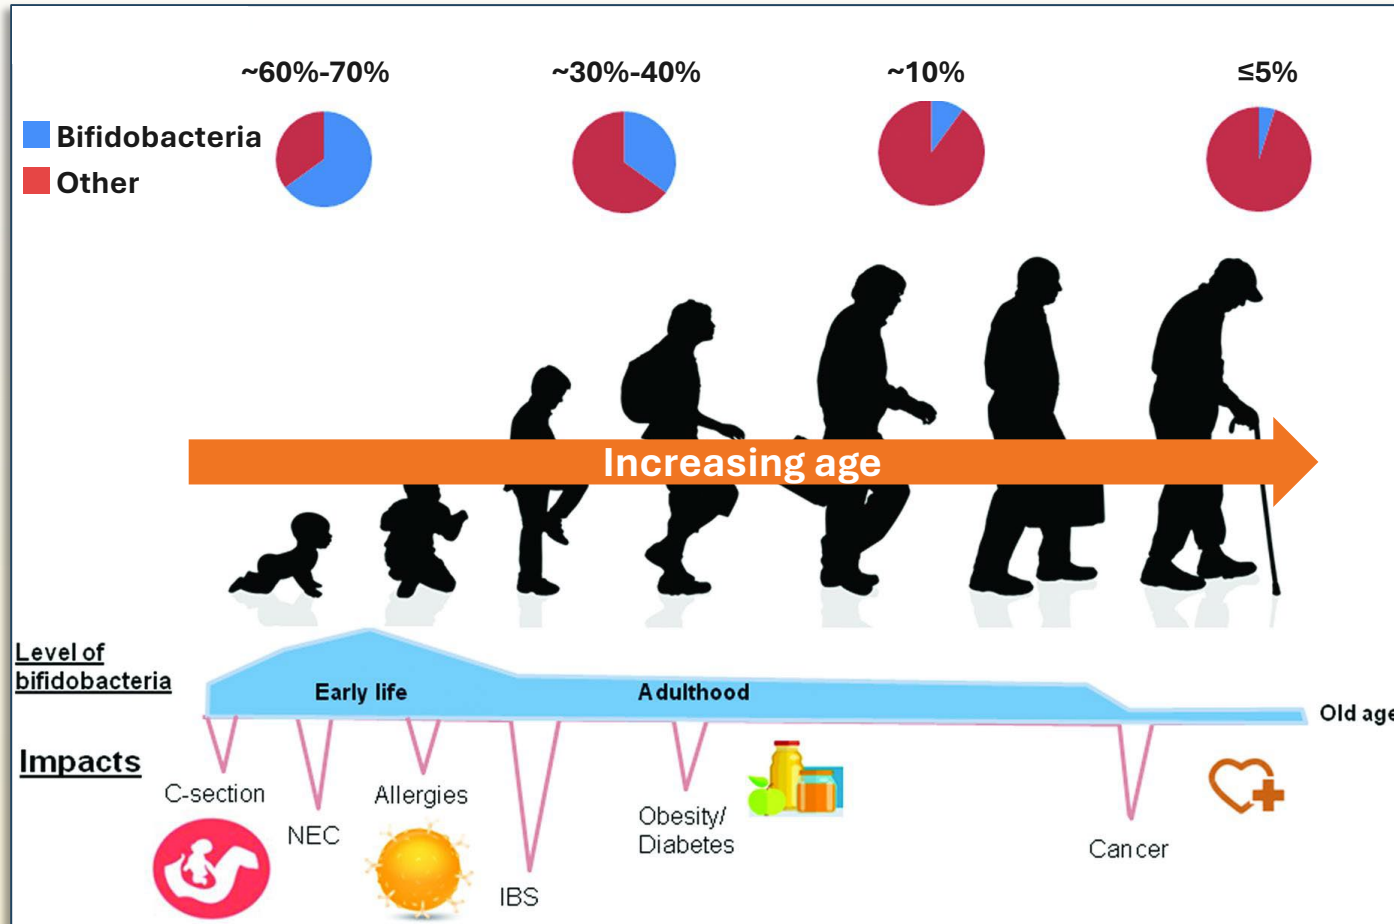 ~60%-70%
~30%-40%
~10%
≤5%
Bifidobacteria
Other
Increasing age
Level of
bifidobacteria
Early life
Adulthood
Old age
Impacts
C-section
NEC
Allergies
IBS
Obesity/
Diabetes
Cancer